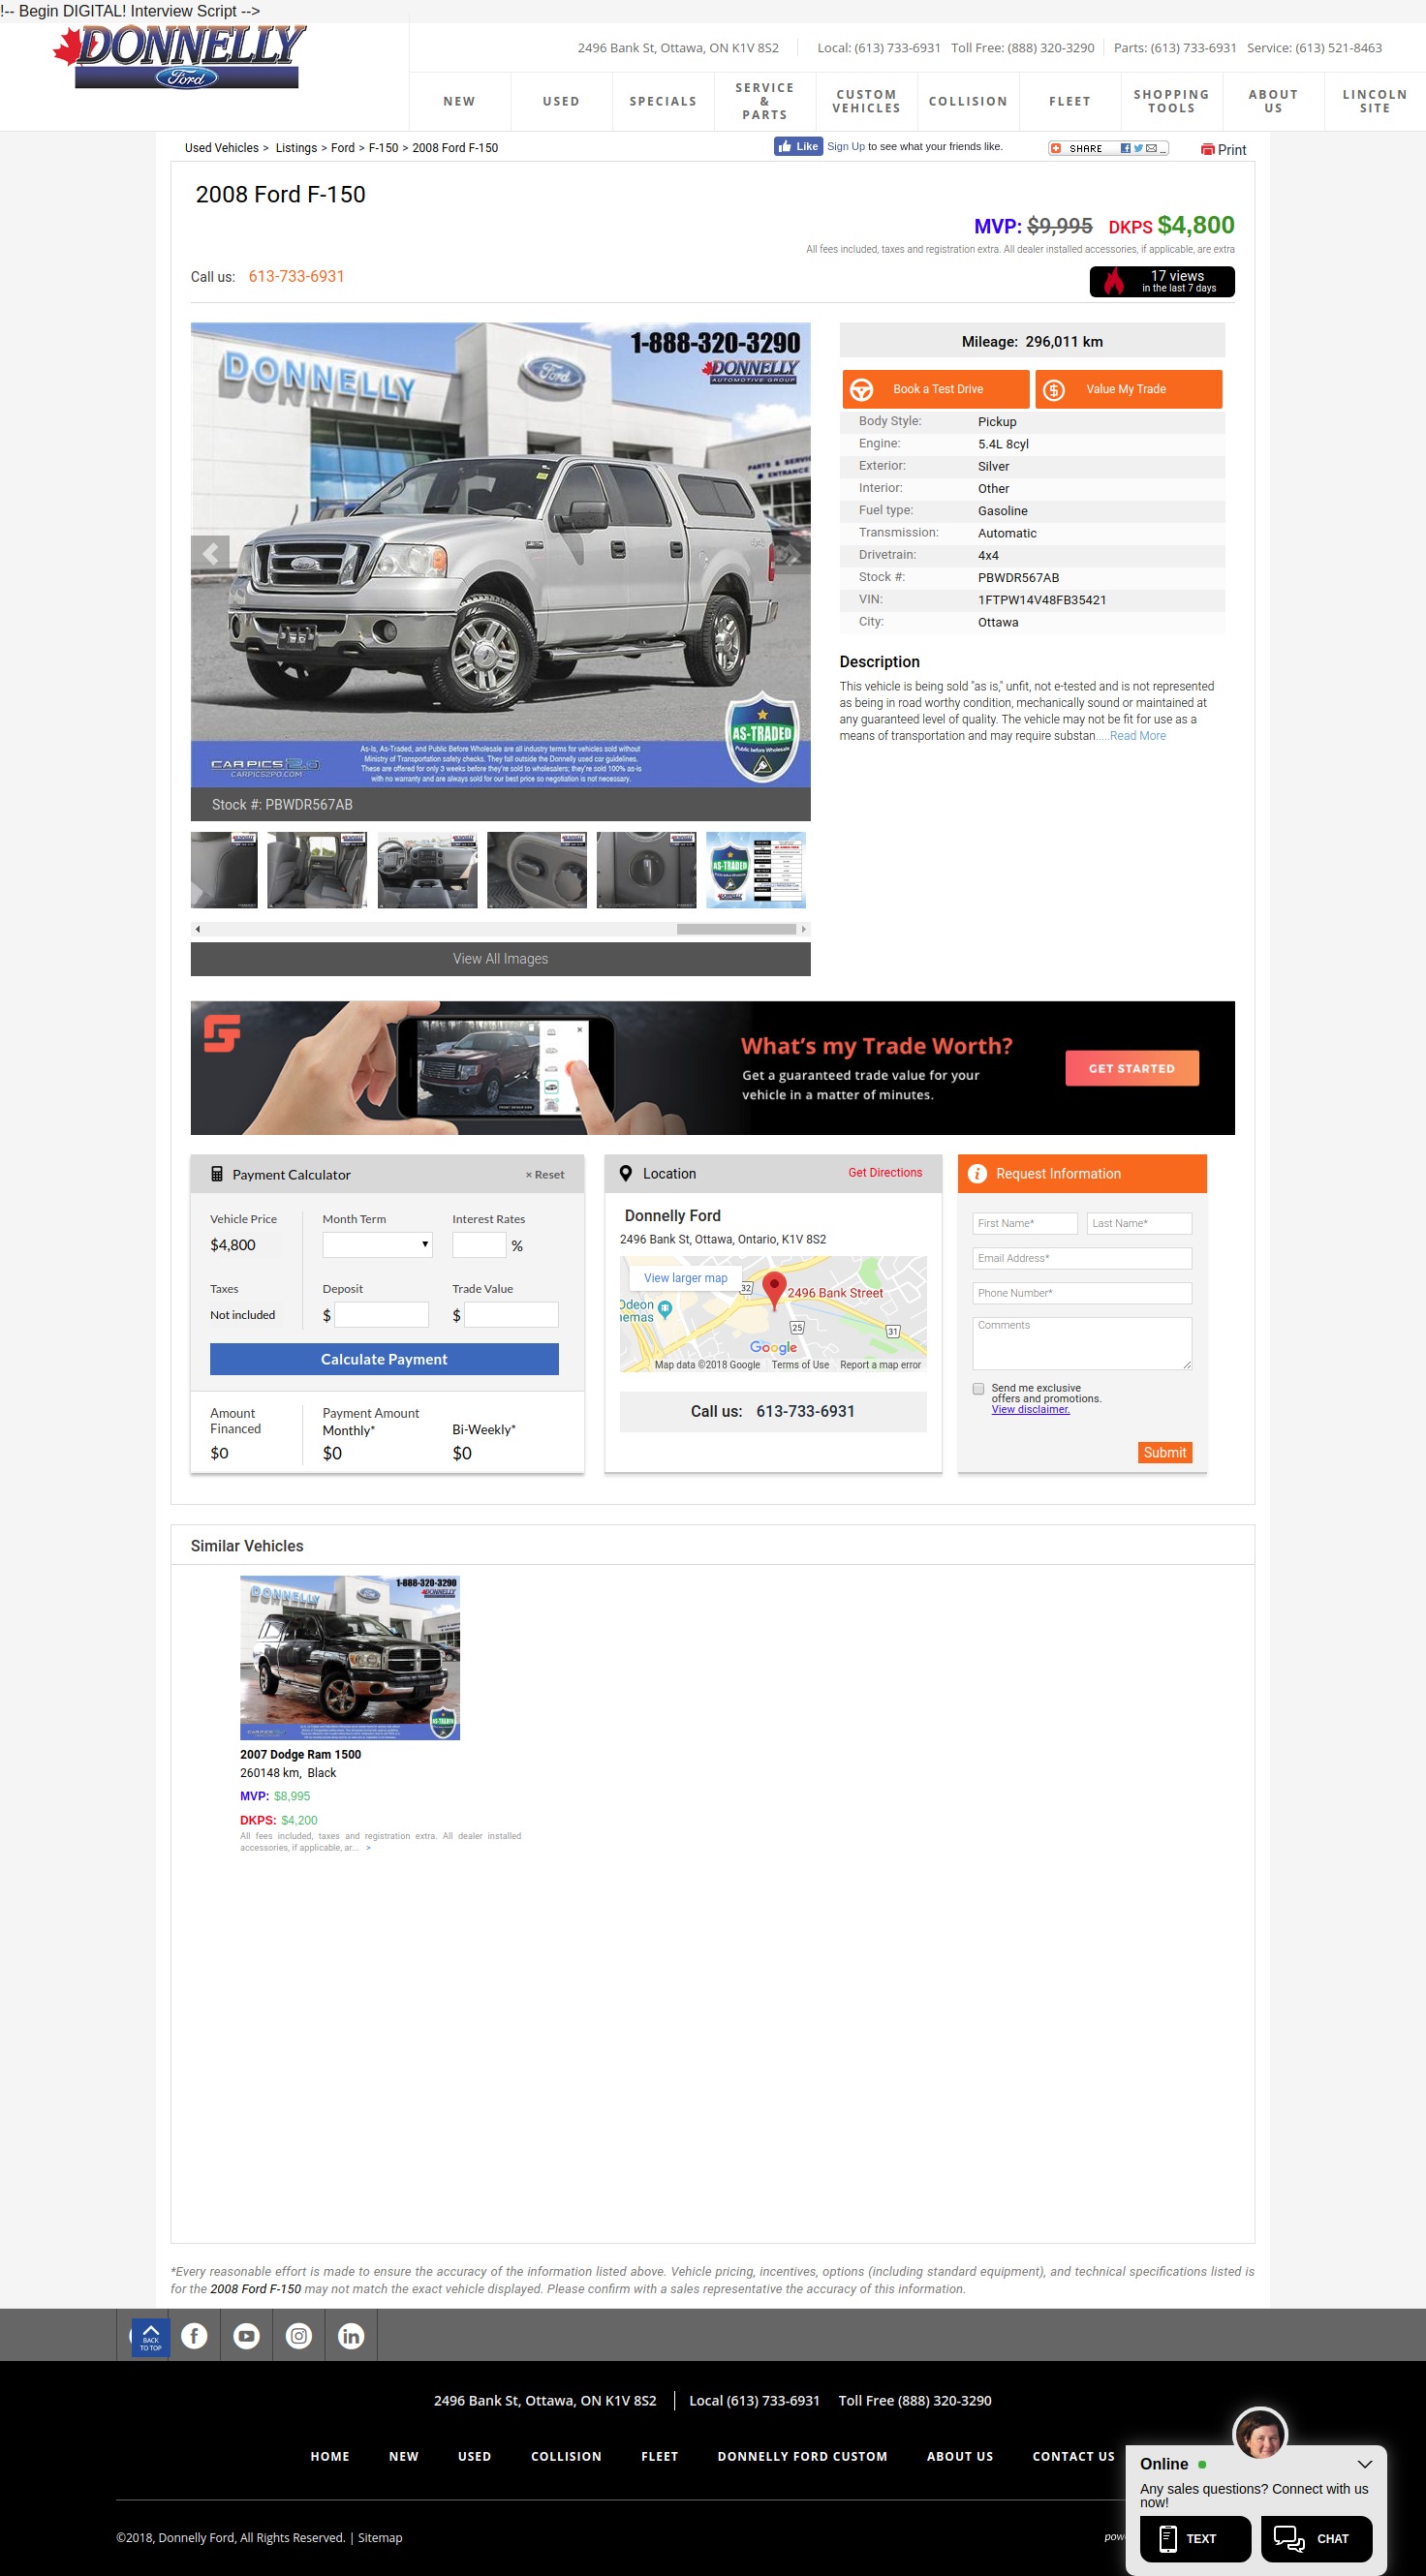 !-- Begin DIGITAL! Interview Script -->
DONNELLY
Ford
2496 Bank St, Ottawa, ON K1V 8S2
Local: (613) 733-6931 Toll Free: (888) 320-3290
Parts: (613) 733-6931 Service: (613) 521-8463
NEW
USED
SPECIALS
SERVICE
&
PARTS
CUSTOM
VEHICLES
COLLISION
FLEET
SHOPPING
TOOLS
ABOUT
US
LINCOLN
SITE
Used Vehicles > Listings > Ford > F-150 > 2008 Ford F-150
Like
Sign Up to see what your friends like.
SHARE
Print
2008 Ford F-150
MVP: $9,995 DKPS $4,800
All fees included, taxes and registration extra. All dealer installed accessories, if applicable, are extra
Call us: 613-733-6931
17 views
in the last 7 days
1-888-320-3290
DONNELLY
AUTOMOTIVE GROUP
DONNELLY
Ford
PARTS & SERVICE
ENTRANCE
AS-TRADED
Public before Wholesale
CARPICS2.0
CARPICS2PO.COM
As-Is, As-Traded, and Public Before Wholesale are all industry terms for vehicles sold without
Ministry of Transportation safety checks. They fall outside the Donnelly used car guidelines.
These are offered for only 3 weeks before they're sold to wholesalers; they're sold 100% as-is
with no warranty and are always sold for our best price so negotiation is not necessary.
Stock #: PBWDR567AB
AS-TRADED
View All Images
Mileage: 296,011 km
Book a Test Drive
Value My Trade
Body Style: Pickup
Engine: 5.4L 8cyl
Exterior: Silver
Interior: Other
Fuel type: Gasoline
Transmission: Automatic
Drivetrain: 4x4
Stock #: PBWDR567AB
VIN: 1FTPW14V48FB35421
City: Ottawa
Description
This vehicle is being sold "as is," unfit, not e-tested and is not represented
as being in road worthy condition, mechanically sound or maintained at
any guaranteed level of quality. The vehicle may not be fit for use as a
means of transportation and may require substan.....Read More
What's my Trade Worth?
Get a guaranteed trade value for your
vehicle in a matter of minutes.
GET STARTED
Payment Calculator
× Reset
Vehicle Price
$4,800
Month Term
Interest Rates
%
Taxes
Not included
Deposit
$
Trade Value
$
Calculate Payment
Amount
Financed
$0
Payment Amount
Monthly*
$0
Bi-Weekly*
$0
Location
Get Directions
Donnelly Ford
2496 Bank St, Ottawa, Ontario, K1V 8S2
View larger map
32
2496 Bank Street
Odeon
nemas
25
31
Google
Map data ©2018 Google Terms of Use Report a map error
Call us: 613-733-6931
Request Information
First Name*
Last Name*
Email Address*
Phone Number*
Comments
Send me exclusive
offers and promotions.
View disclaimer.
Submit
Similar Vehicles
1-888-320-3290
DONNELLY
DONNELLY
AS-TRADED
2007 Dodge Ram 1500
260148 km, Black
MVP: $8,995
DKPS: $4,200
All fees included, taxes and registration extra. All dealer installed
accessories, if applicable, ar... >
*Every reasonable effort is made to ensure the accuracy of the information listed above. Vehicle pricing, incentives, options (including standard equipment), and technical specifications listed is
for the 2008 Ford F-150 may not match the exact vehicle displayed. Please confirm with a sales representative the accuracy of this information.
BACK
TO TOP
2496 Bank St, Ottawa, ON K1V 8S2
Local (613) 733-6931 Toll Free (888) 320-3290
HOME
NEW
USED
COLLISION
FLEET
DONNELLY FORD CUSTOM
ABOUT US
CONTACT US
©2018, Donnelly Ford, All Rights Reserved. | Sitemap
pow
Online
Any sales questions? Connect with us
now!
TEXT
CHAT